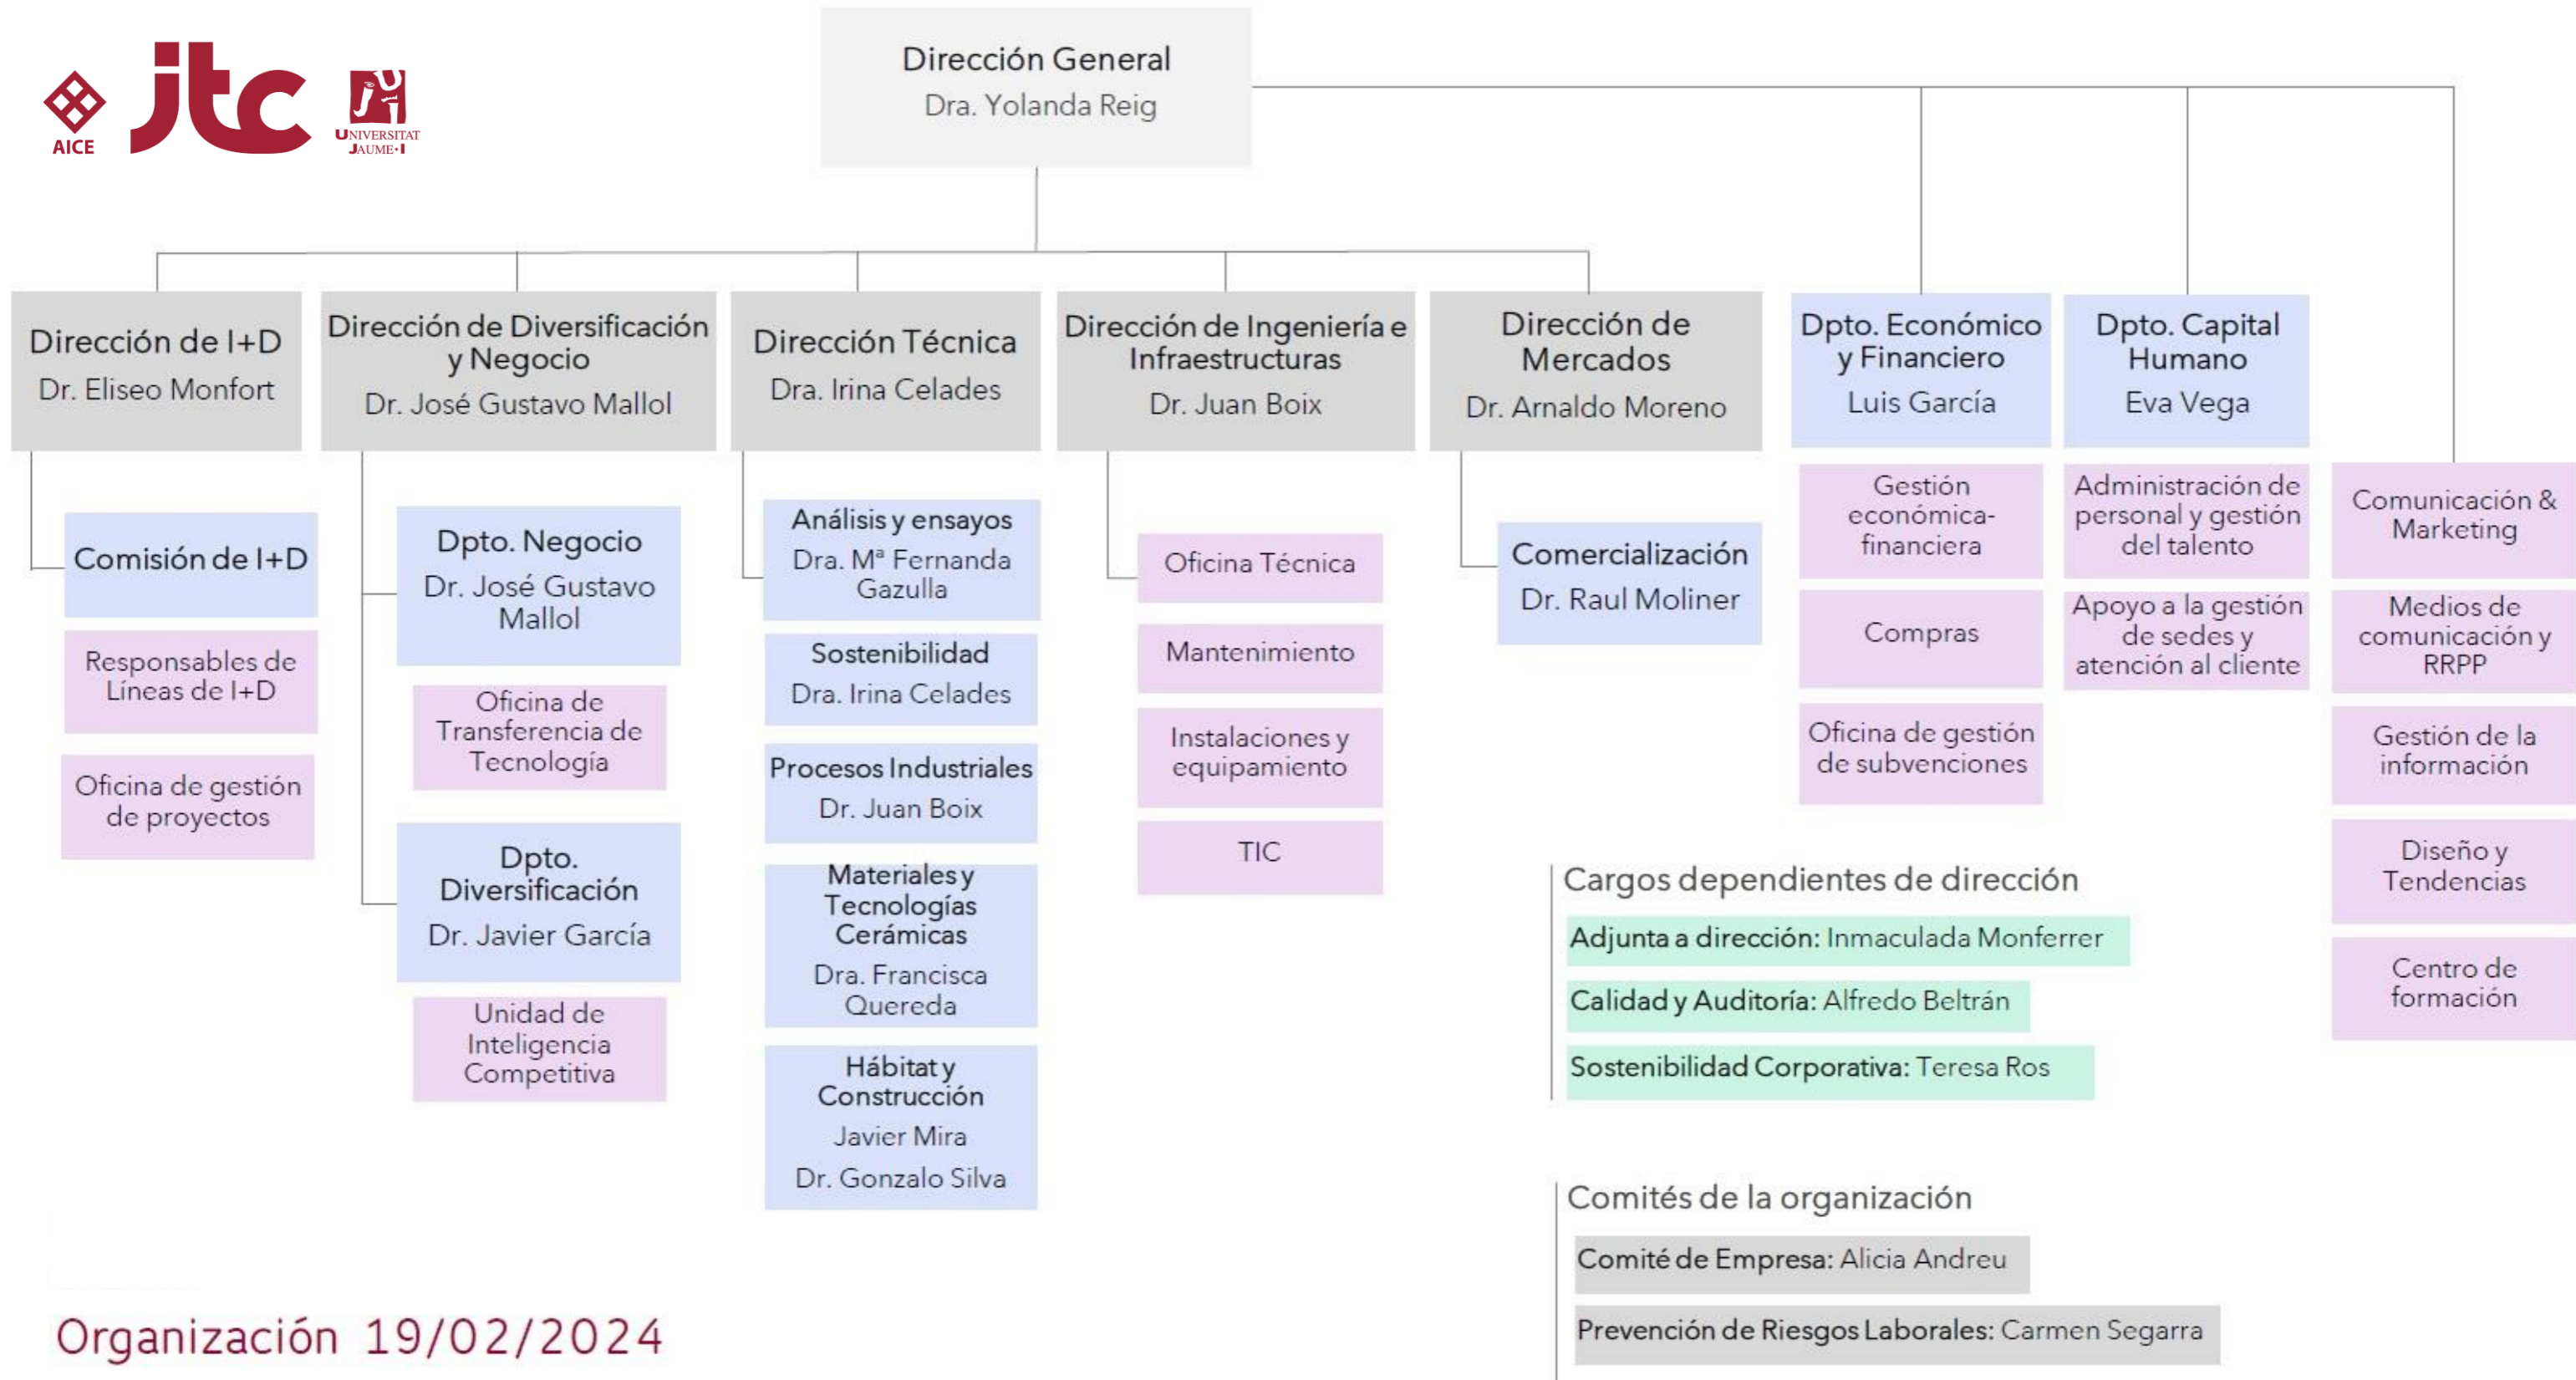 AICE
itc
UNIVERSITAT
JAUME·I
Dirección General
Dra. Yolanda Reig
Dirección de I+D
Dr. Eliseo Monfort
Comisión de I+D
Responsables de
Líneas de I+D
Oficina de gestión
de proyectos
Dirección de Diversificación
y Negocio
Dr. José Gustavo Mallol
Dpto. Negocio
Dr. José Gustavo
Mallol
Oficina de
Transferencia de
Tecnología
Dpto.
Diversificación
Dr. Javier García
Unidad de
Inteligencia
Competitiva
Dirección Técnica
Dra. Irina Celades
Análisis y ensayos
Dra. Mª Fernanda
Gazulla
Sostenibilidad
Dra. Irina Celades
Procesos Industriales
Dr. Juan Boix
Materiales y
Tecnologías
Cerámicas
Dra. Francisca
Quereda
Hábitat y
Construcción
Javier Mira
Dr. Gonzalo Silva
Dirección de Ingeniería e
Infraestructuras
Dr. Juan Boix
Oficina Técnica
Mantenimiento
Instalaciones y
equipamiento
TIC
Dirección de
Mercados
Dr. Arnaldo Moreno
Comercialización
Dr. Raul Moliner
Dpto. Económico
y Financiero
Luis García
Gestión
económica-
financiera
Compras
Oficina de gestión
de subvenciones
Dpto. Capital
Humano
Eva Vega
Administración de
personal y gestión
del talento
Apoyo a la gestión
de sedes y
atención al cliente
Comunicación &
Marketing
Medios de
comunicación y
RRPP
Gestión de la
información
Diseño y
Tendencias
Centro de
formación
Cargos dependientes de dirección
Adjunta a dirección: Inmaculada Monferrer
Calidad y Auditoría: Alfredo Beltrán
Sostenibilidad Corporativa: Teresa Ros
Comités de la organización
Comité de Empresa: Alicia Andreu
Prevención de Riesgos Laborales: Carmen Segarra
Organización 19/02/2024